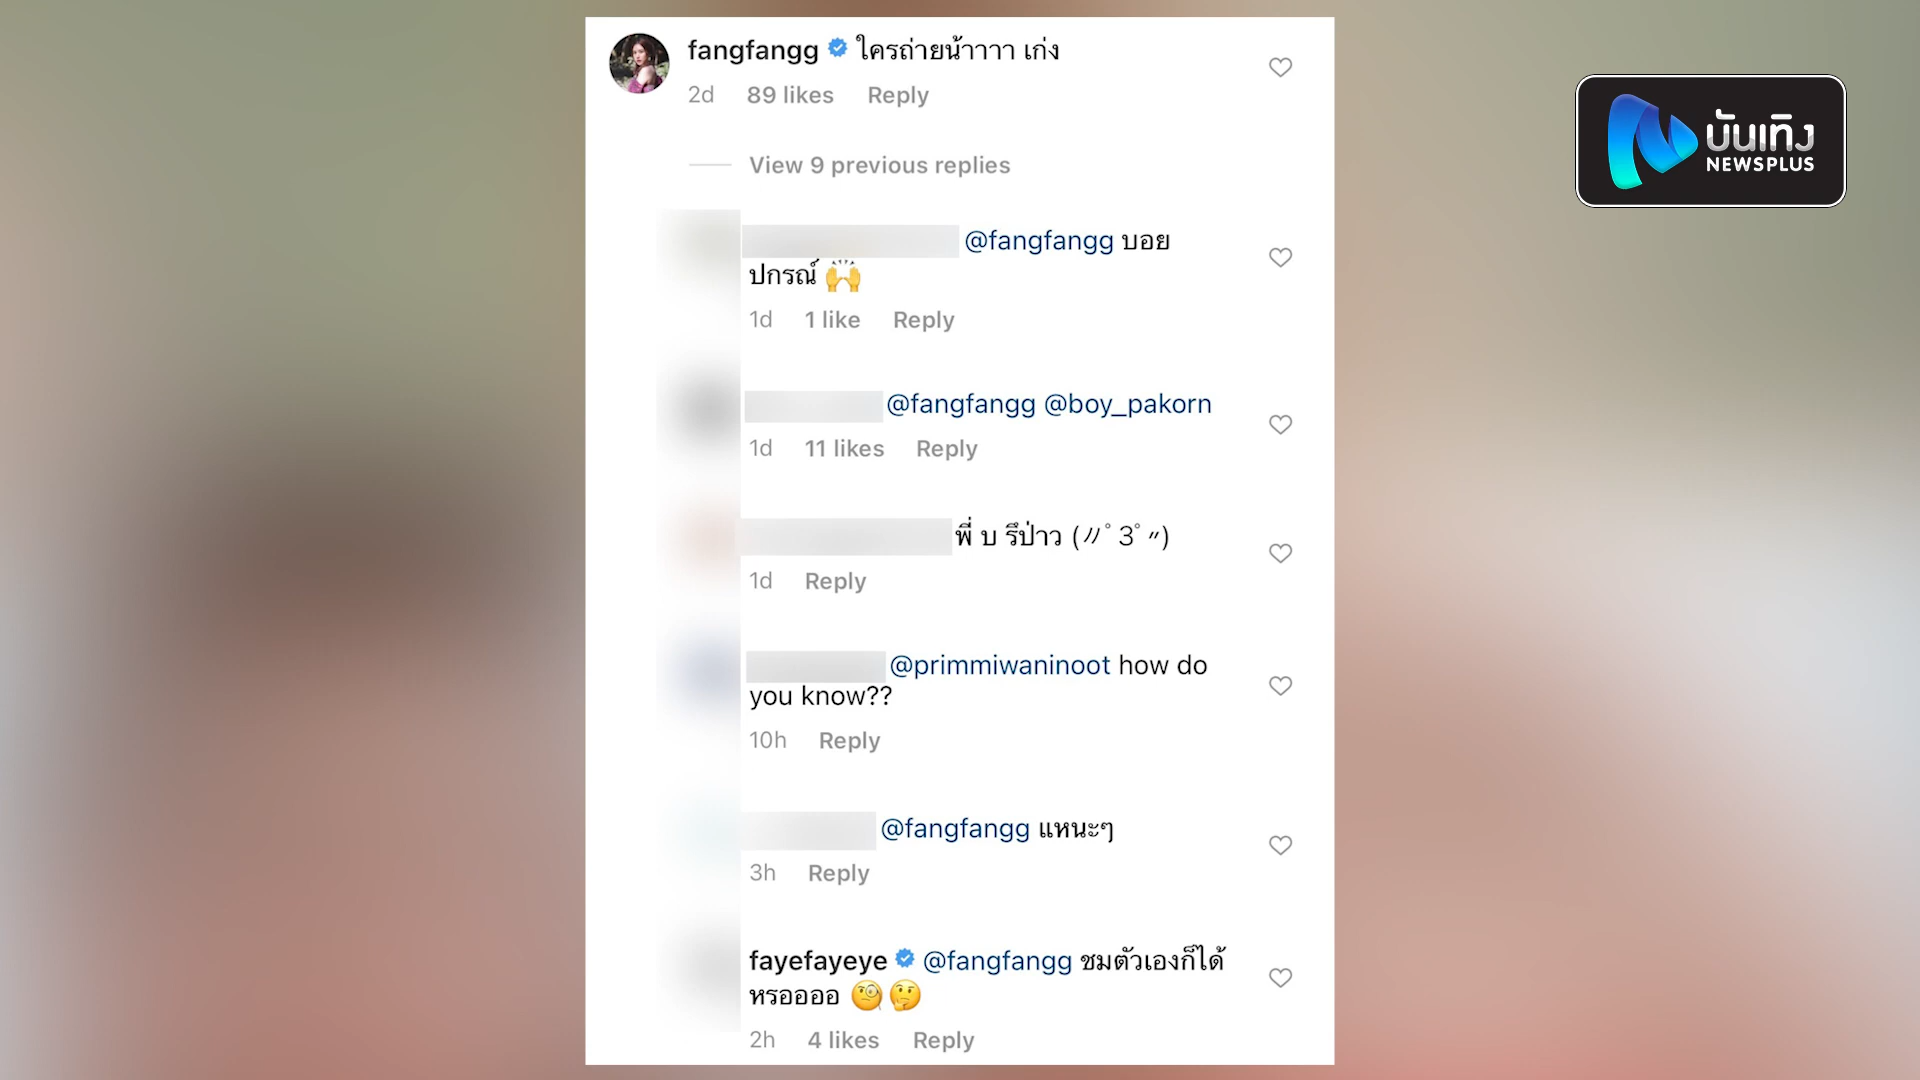 fangfangg ใครถ่ายน้าาาา เก่ง
2d 89 likes Reply
View 9 previous replies
@fangfangg บอย
ปกรณ์ 🙌
1d 1 like Reply
@fangfangg @boy_pakorn
1d 11 likes Reply
พี่ บ รึป่าว (〃ﾟ3ﾟ〃)
1d Reply
@primmiwaninoot how do
you know??
10h Reply
@fangfangg แหนะๆ
3h Reply
fayefayeye @fangfangg ชมตัวเองก็ได้
หรออออ 🧐🤔
2h 4 likes Reply
บันเทิง
NEWSPLUS